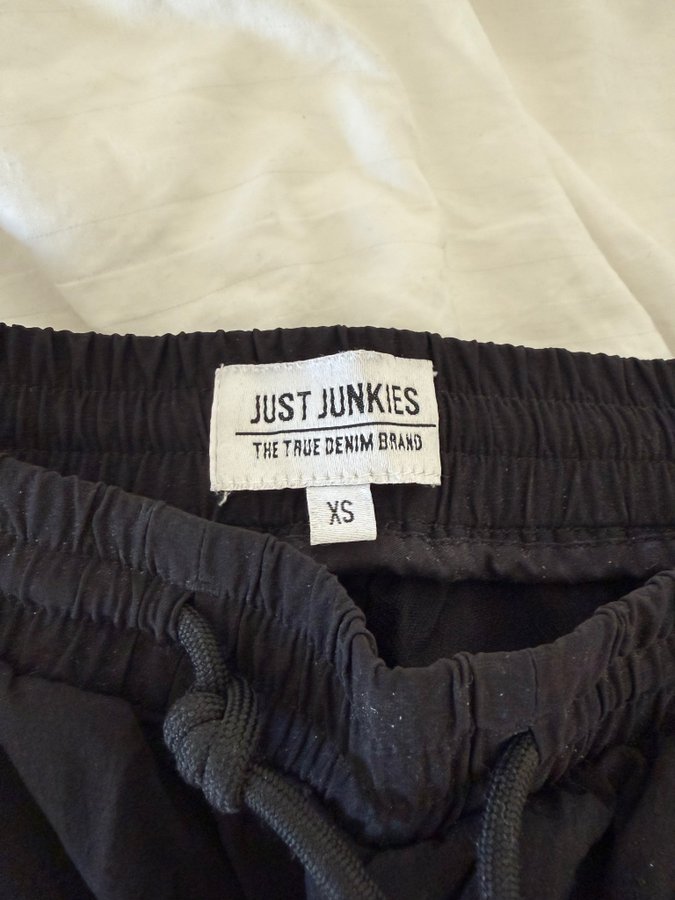 JUST JUNKIES
THE TRUE DENIM BRAND
XS